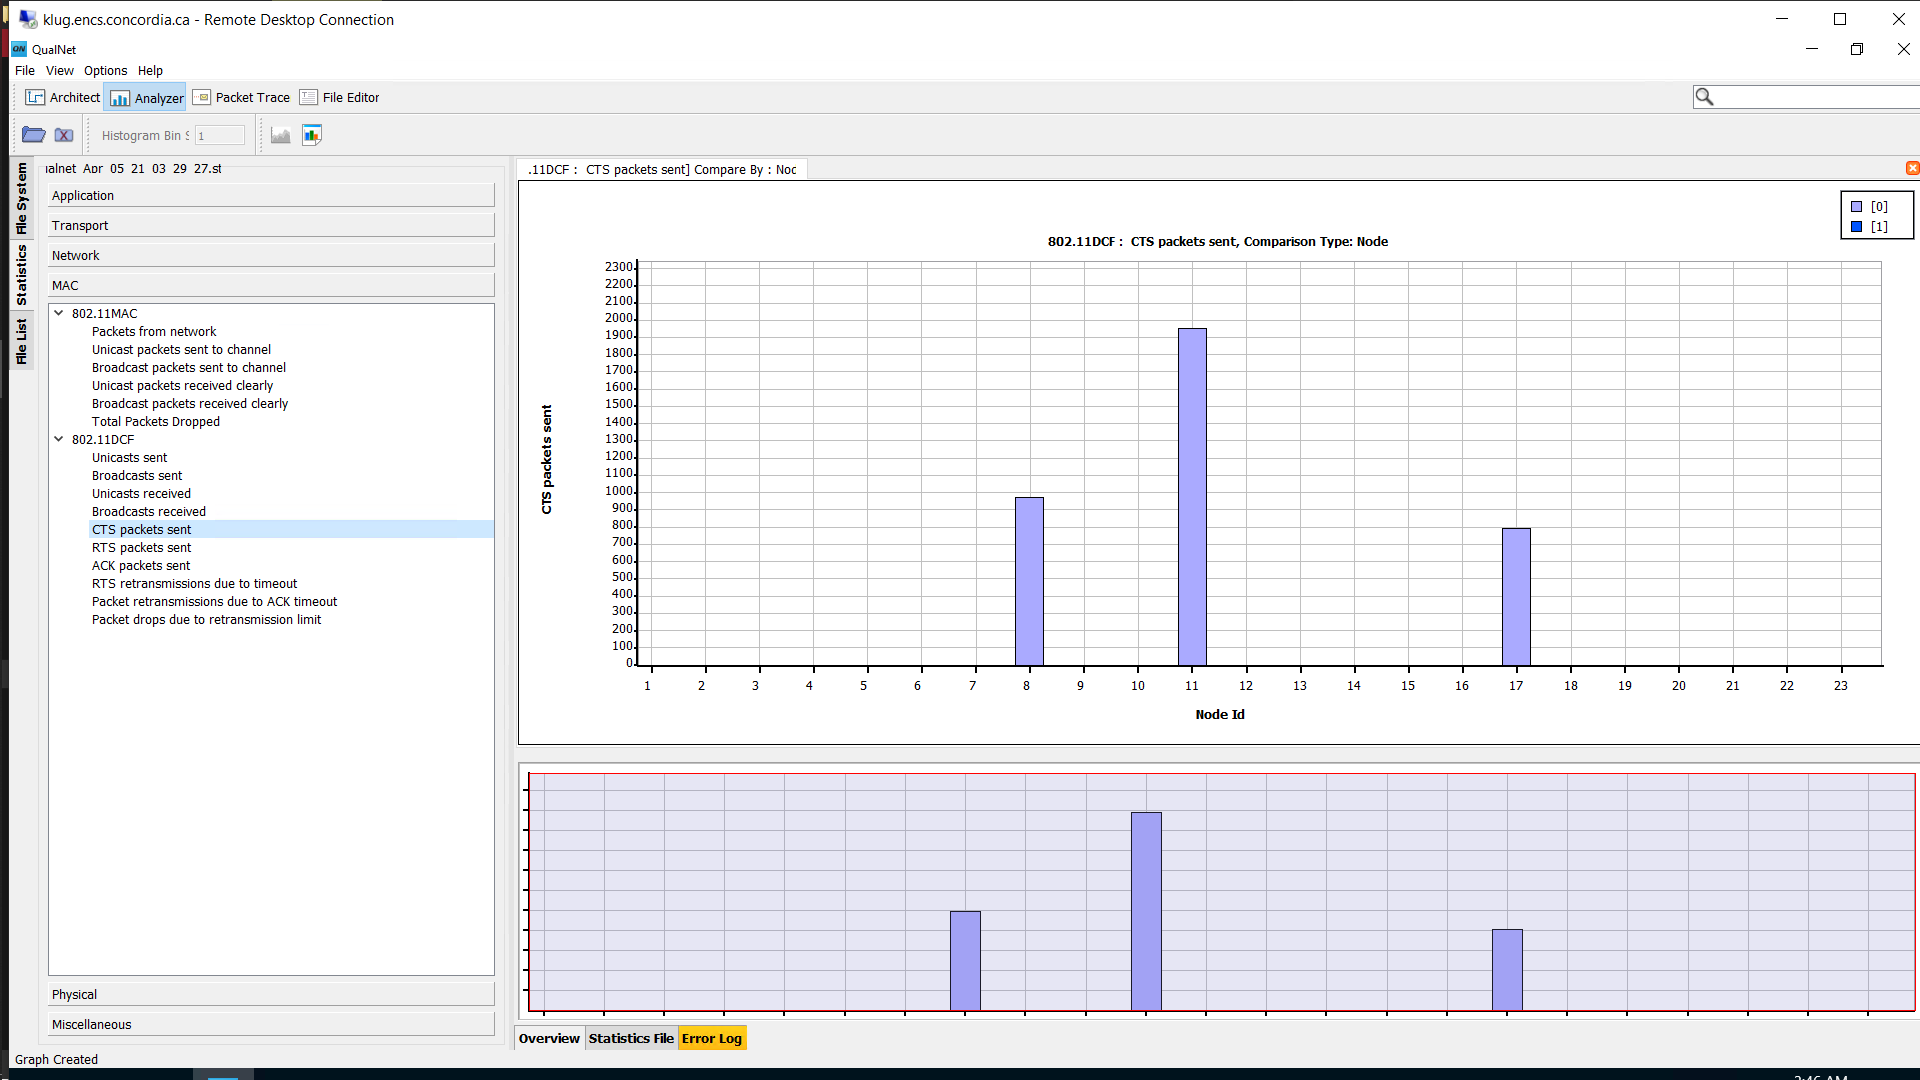 klug.encs.concordia.ca - Remote Desktop Connection
QualNet
File View Options Help
Architect Analyzer Packet Trace File Editor
Histogram Bin S 1
alnet Apr 05 21 03 29 27.st
File System
Statistics
File List
Application
Transport
Network
MAC
802.11MAC
Packets from network
Unicast packets sent to channel
Broadcast packets sent to channel
Unicast packets received clearly
Broadcast packets received clearly
Total Packets Dropped
802.11DCF
Unicasts sent
Broadcasts sent
Unicasts received
Broadcasts received
CTS packets sent
RTS packets sent
ACK packets sent
RTS retransmissions due to timeout
Packet retransmissions due to ACK timeout
Packet drops due to retransmission limit
Physical
Miscellaneous
Graph Created
.11DCF : CTS packets sent] Compare By : Noc
[0]
[1]
802.11DCF : CTS packets sent, Comparison Type: Node
CTS packets sent
2300
2200
2100
2000
1900
1800
1700
1600
1500
1400
1300
1200
1100
1000
900
800
700
600
500
400
300
200
100
0
1 2 3 4 5 6 7 8 9 10 11 12 13 14 15 16 17 18 19 20 21 22 23
Node Id
Overview Statistics File Error Log